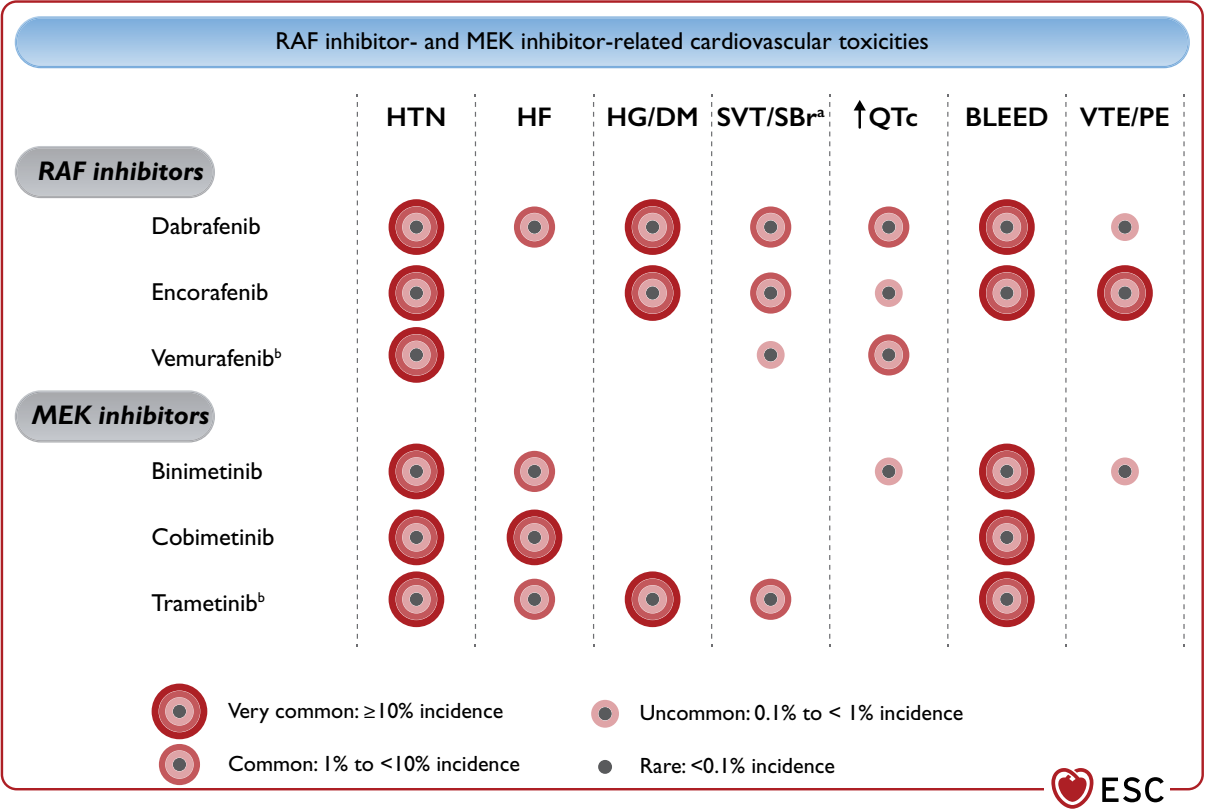 RAF inhibitor- and MEK inhibitor-related cardiovascular toxicities
HTN HF HG/DM SVT/SBrᵃ ↑QTc BLEED VTE/PE
RAF inhibitors
Dabrafenib
Encorafenib
Vemurafenibᵇ
MEK inhibitors
Binimetinib
Cobimetinib
Trametinibᵇ
Very common: ≥10% incidence
Uncommon: 0.1% to < 1% incidence
Common: 1% to <10% incidence
Rare: <0.1% incidence
ESC